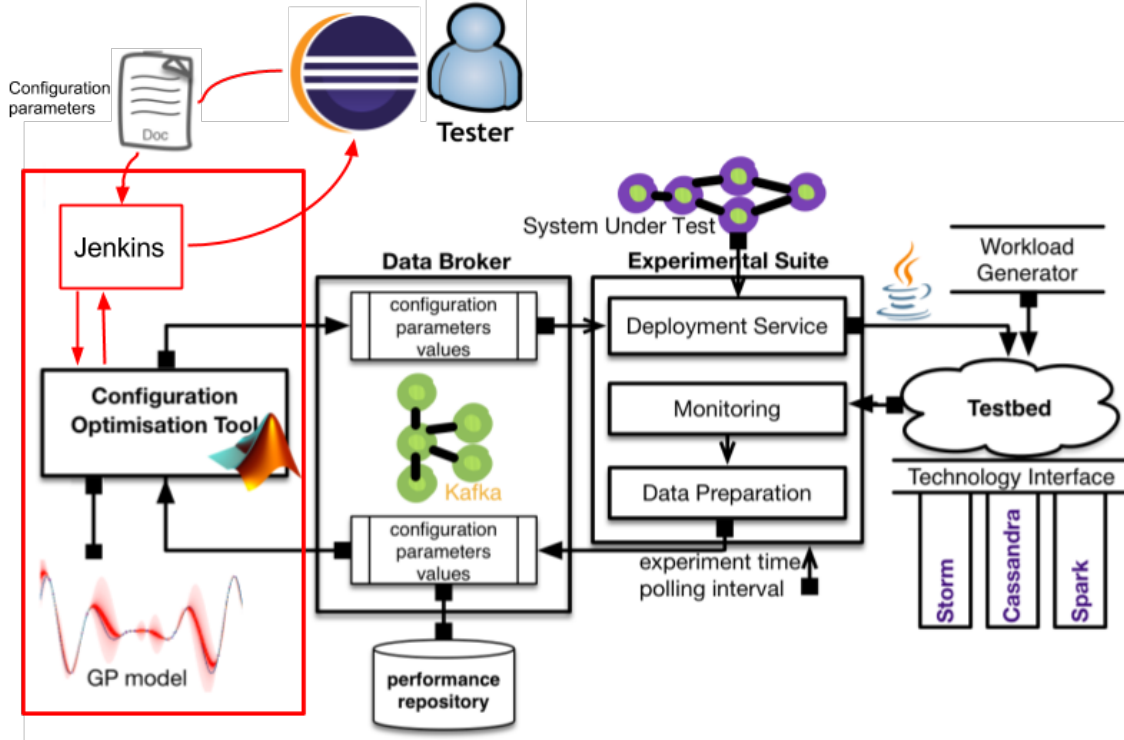 Configuration
parameters
Doc
Tester
Jenkins
System Under Test
Data Broker
Experimental Suite
Workload
Generator
configuration
parameters
values
Deployment Service
Configuration
Optimisation Tool
Monitoring
Testbed
Kafka
Data Preparation
Technology Interface
configuration
parameters
values
experiment time
polling interval
Storm
Cassandra
Spark
GP model
performance
repository